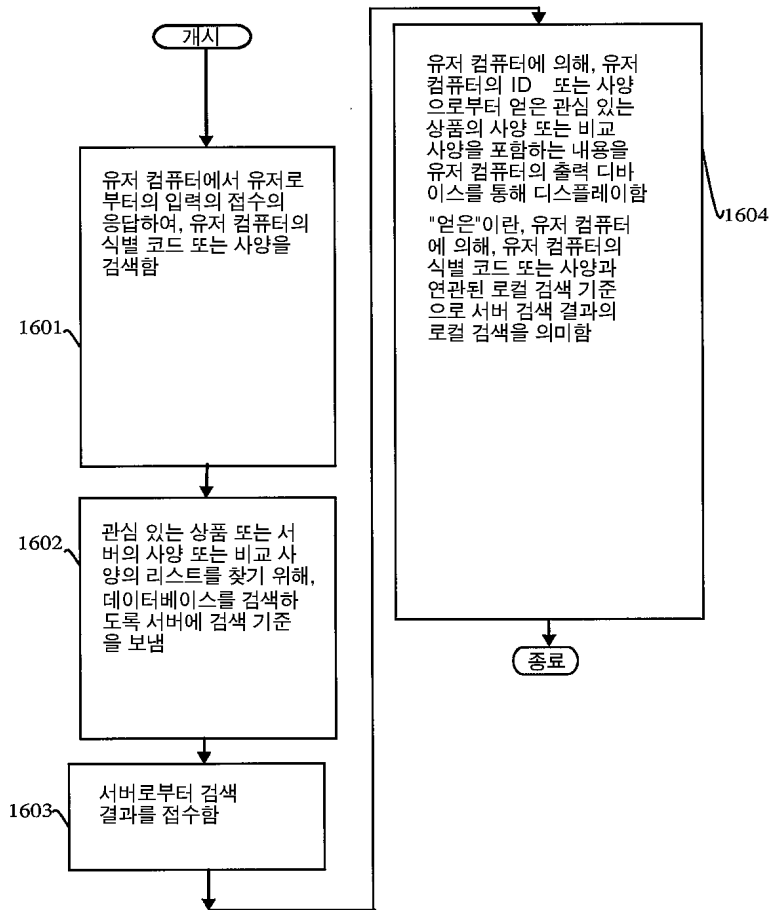 개시
유저 컴퓨터에서 유저로
부터의 입력의 접수의
응답하여, 유저 컴퓨터의
식별 코드 또는 사양을
검색함
1601
관심 있는 상품 또는 서
버의 사양 또는 비교 사
양의 리스트를 찾기 위해,
데이터베이스를 검색하
도록 서버에 검색 기준
을 보냄
1602
서버로부터 검색
결과를 접수함
1603
유저 컴퓨터에 의해, 유저
컴퓨터의 ID 또는 사양
으로부터 얻은 관심 있는
상품의 사양 또는 비교
사양을 포함하는 내용을
유저 컴퓨터의 출력 디바
이스를 통해 디스플레이함
"얻은"이란, 유저 컴퓨터
에 의해, 유저 컴퓨터의
식별 코드 또는 사양과
연관된 로컬 검색 기준
으로 서버 검색 결과의
로컬 검색을 의미함
1604
종료